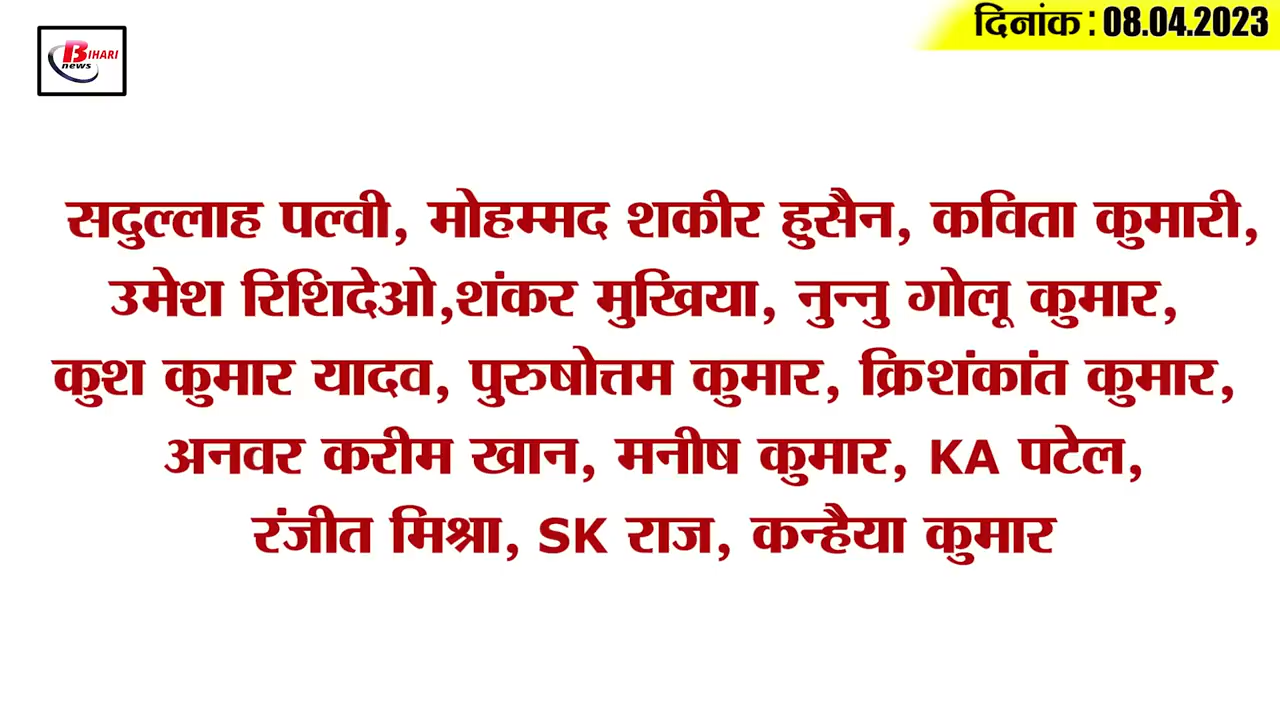 BIHARI
news
दिनांक : 08.04.2023
सदुल्लाह पल्वी, मोहम्मद शकीर हुसैन, कविता कुमारी,
उमेश रिशिदेओ,शंकर मुखिया, नुन्नु गोलू कुमार,
कुश कुमार यादव, पुरुषोत्तम कुमार, क्रिशंकांत कुमार,
अनवर करीम खान, मनीष कुमार, KA पटेल,
रंजीत मिश्रा, SK राज, कन्हैया कुमार